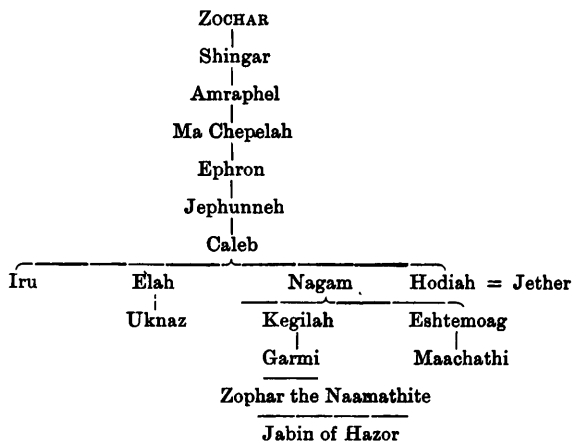 ZOCHAR
Shingar
Amraphel
Ma Chepelah
Ephron
Jephunneh
Caleb
Iru Elah Nagam Hodiah = Jether
Uknaz Kegilah Eshtemoag
Garmi Maachathi
Zophar the Naamathite
Jabin of Hazor